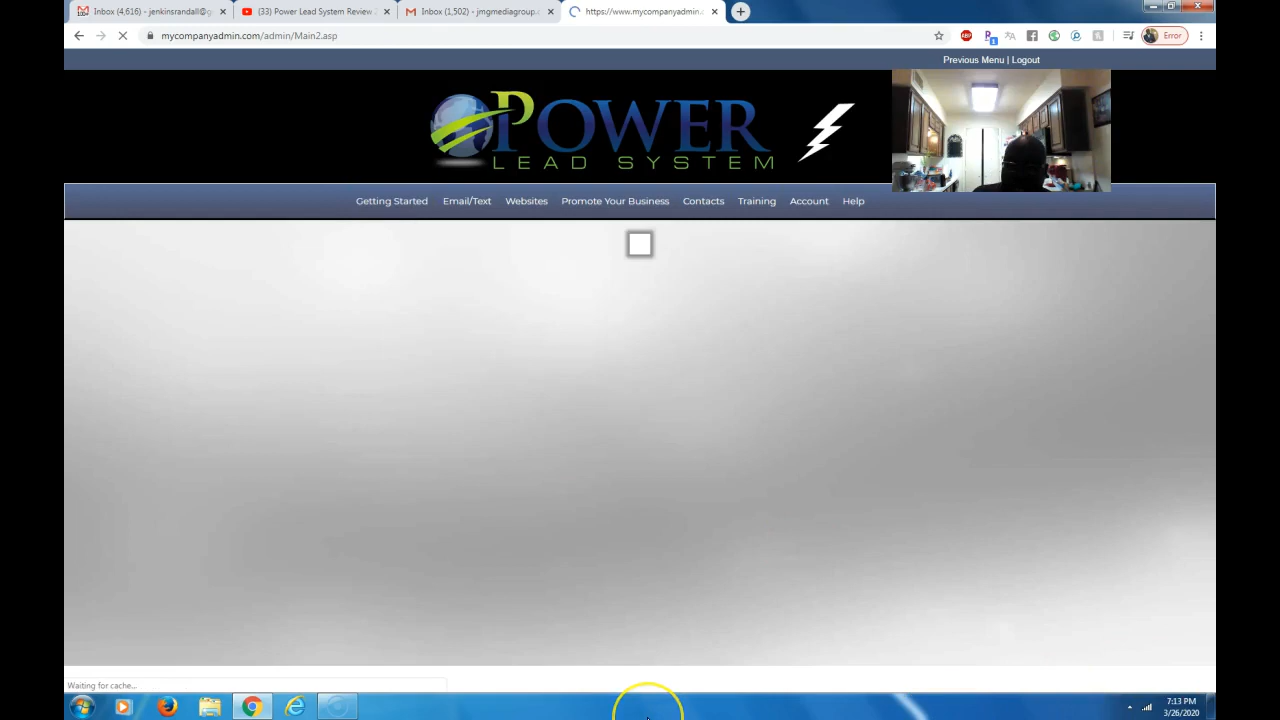 Inbox (4,616) - jenkinsrandall@g
(33) Power Lead System Review
Inbox (1,502) - jmgmediagroup.
https://www.mycompanyadmin.
mycompanyadmin.com/admin/Main2.asp
Error
Previous Menu | Logout
POWER
LEAD SYSTEM
Getting Started Email/Text Websites Promote Your Business Contacts Training Account Help
Waiting for cache...
7:13 PM
3/26/2020